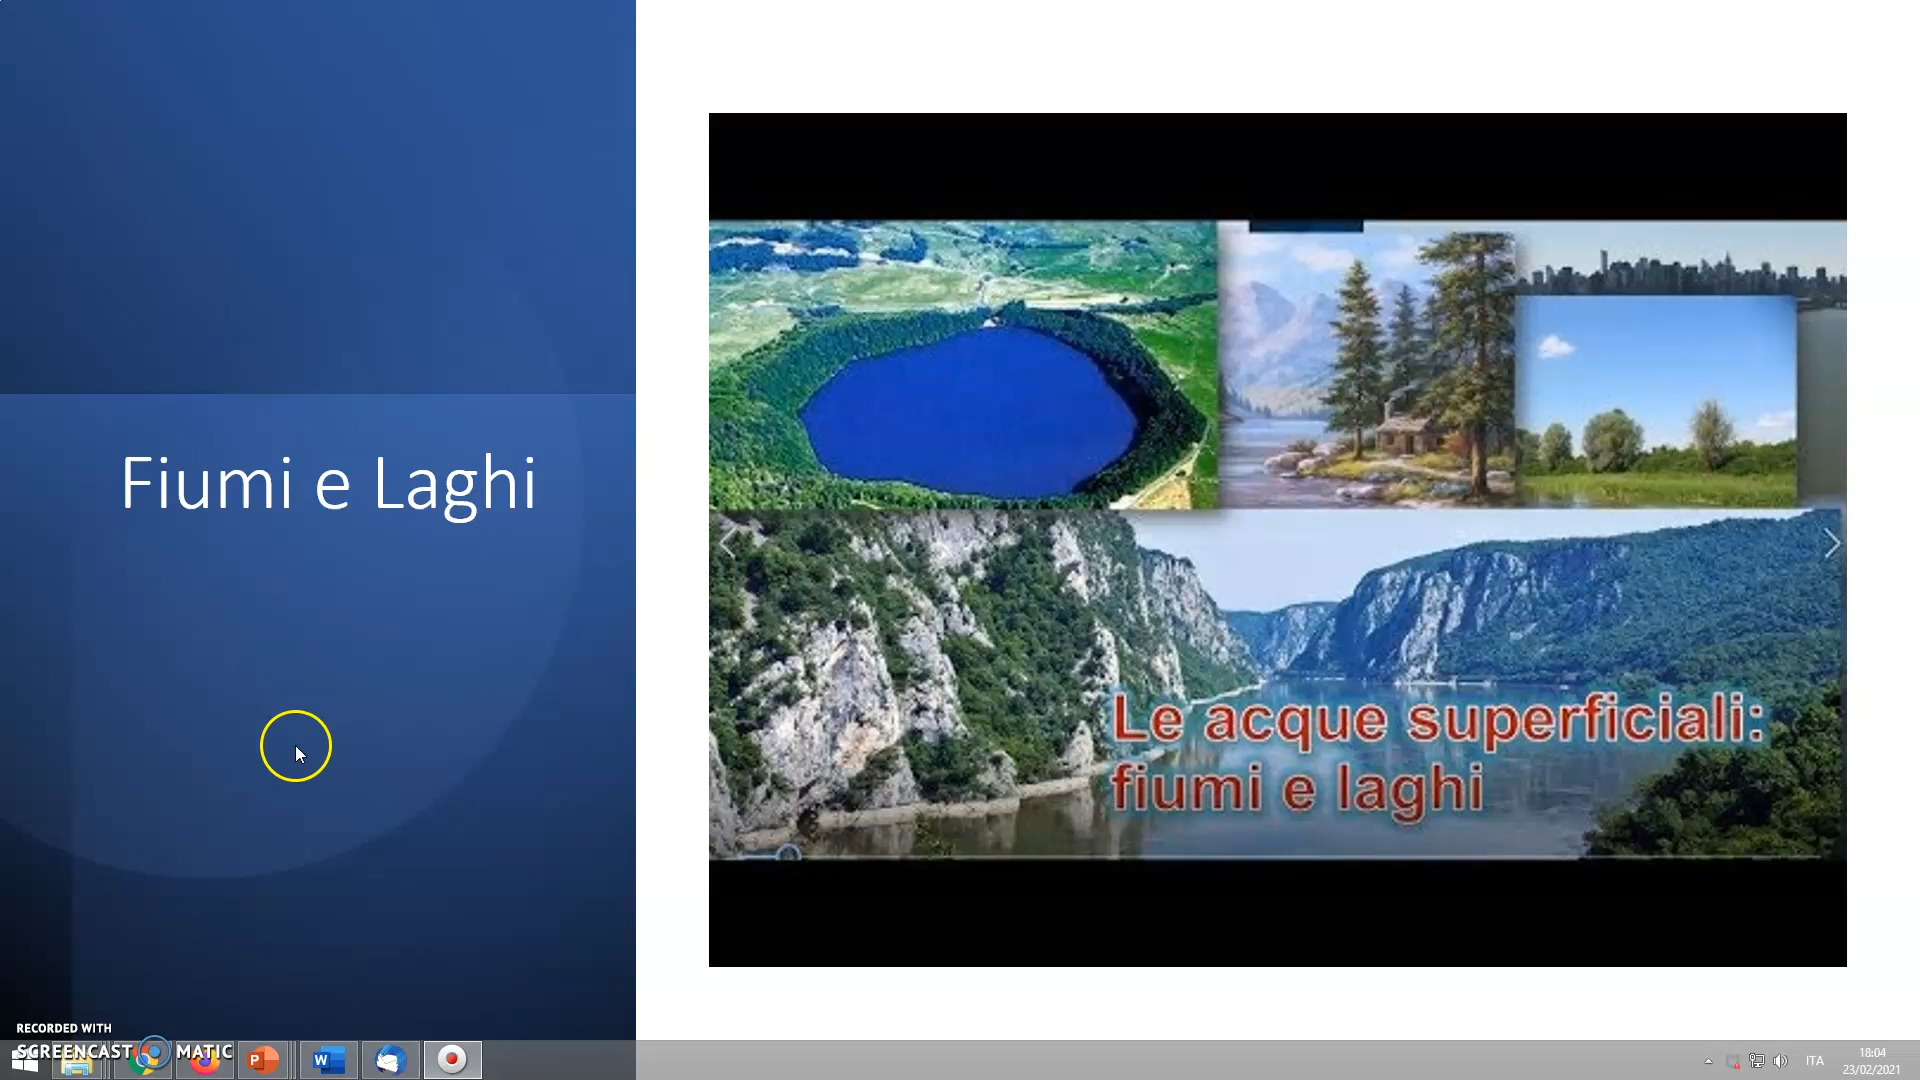 Fiumi e Laghi
Le acque superficiali:
fiumi e laghi
RECORDED WITH
SCREENCAST MATIC
ITA
18:04
23/02/2021